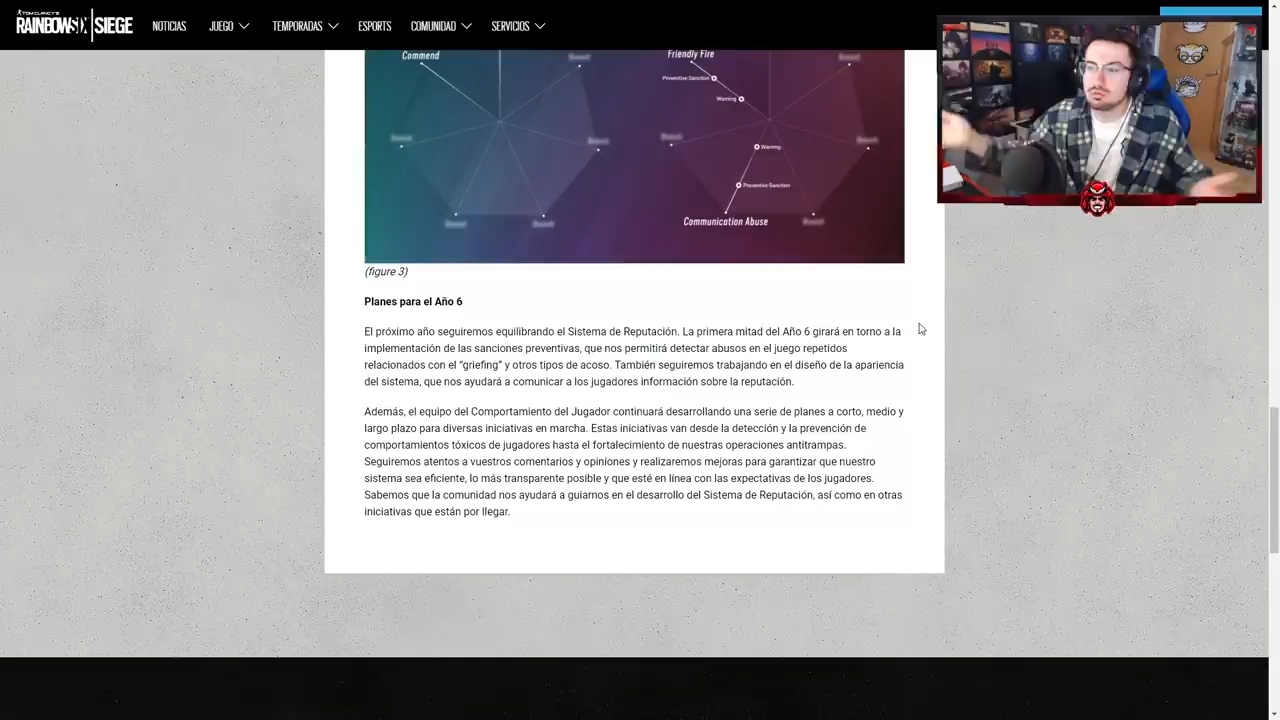 TOM CLANCY'S
RAINBOWSIX SIEGE
NOTICIAS
JUEGO
TEMPORADAS
ESPORTS
COMUNIDAD
SERVICIOS
Commend
Friendly Fire
Preventive Sanction
Warning
Warning
Preventive Sanction
Communication Abuse
(figure 3)
Planes para el Año 6
El próximo año seguiremos equilibrando el Sistema de Reputación. La primera mitad del Año 6 girará en torno a la
implementación de las sanciones preventivas, que nos permitirá detectar abusos en el juego repetidos
relacionados con el “griefing” y otros tipos de acoso. También seguiremos trabajando en el diseño de la apariencia
del sistema, que nos ayudará a comunicar a los jugadores información sobre la reputación.
Además, el equipo del Comportamiento del Jugador continuará desarrollando una serie de planes a corto, medio y
largo plazo para diversas iniciativas en marcha. Estas iniciativas van desde la detección y la prevención de
comportamientos tóxicos de jugadores hasta el fortalecimiento de nuestras operaciones antitrampas.
Seguiremos atentos a vuestros comentarios y opiniones y realizaremos mejoras para garantizar que nuestro
sistema sea eficiente, lo más transparente posible y que esté en línea con las expectativas de los jugadores.
Sabemos que la comunidad nos ayudará a guiarnos en el desarrollo del Sistema de Reputación, así como en otras
iniciativas que están por llegar.